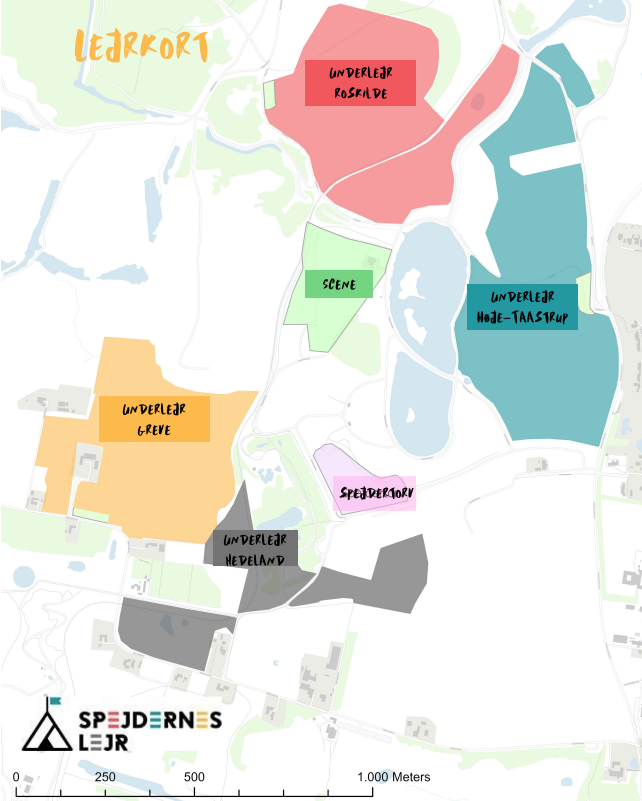 LEJRKORT
UNDERLEJR
ROSKILDE
SCENE
UNDERLEJR
HØJE-TAASTRUP
UNDERLEJR
GREVE
SPEJDERTORV
UNDERLEJR
HEDELAND
SPEJDERNES
LEJR
0 250 500 1.000 Meters